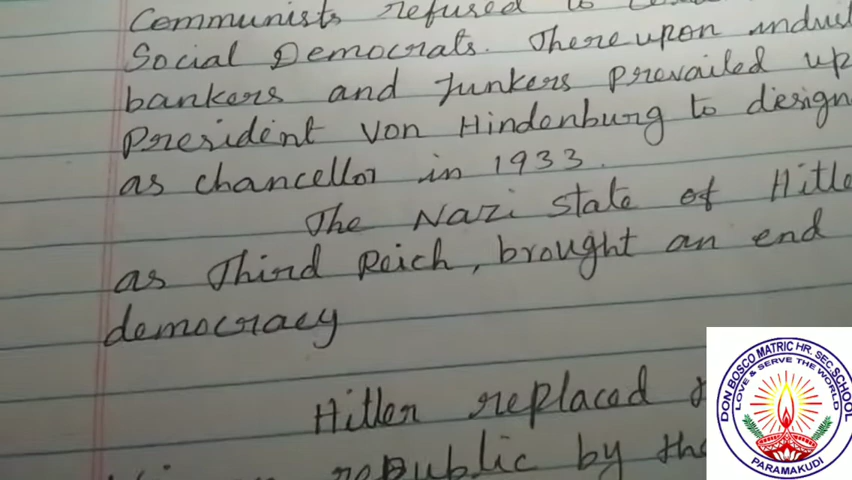 Communists refused to
Social Democrats. Thereupon
bankers and Junkers prevailed up
President Von Hindenburg to design
as chancellor in 1933.
The Nazi state of Hitle
as Third Reich, brought an end
democracy
Hitler replaced
republic by the
DON BOSCO MATRIC HR. SEC SCHOOL
LOVE & SERVE THE WORLD
PARAMAKUDI